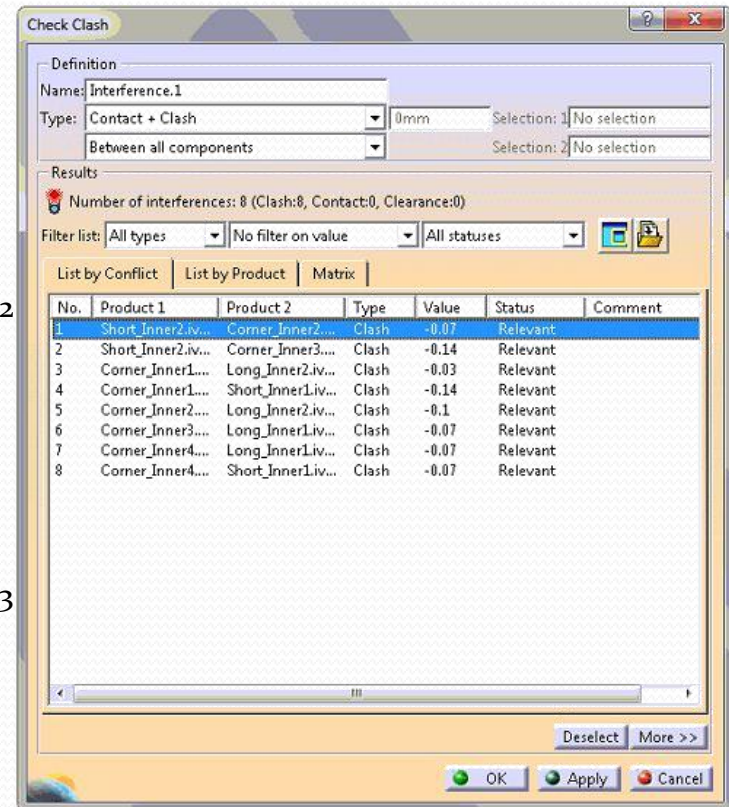 Check Clash
Definition
Name: Interference.1
Type: Contact + Clash 0mm Selection: 1 No selection
Between all components Selection: 2 No selection
Results
Number of interferences: 8 (Clash:8, Contact:0, Clearance:0)
Filter list: All types No filter on value All statuses
List by Conflict List by Product Matrix
2
No. Product 1 Product 2 Type Value Status Comment
1 Short_Inner2.iv... Corner_Inner2.... Clash -0.07 Relevant
2 Short_Inner2.iv... Corner_Inner3.... Clash -0.14 Relevant
3 Corner_Inner1.... Long_Inner2.iv... Clash -0.03 Relevant
4 Corner_Inner1.... Short_Inner1.iv... Clash -0.14 Relevant
5 Corner_Inner2.... Long_Inner2.iv... Clash -0.1 Relevant
6 Corner_Inner3.... Long_Inner1.iv... Clash -0.07 Relevant
7 Corner_Inner4.... Long_Inner1.iv... Clash -0.07 Relevant
8 Corner_Inner4.... Short_Inner1.iv... Clash -0.07 Relevant
3
Deselect More >>
OK Apply Cancel